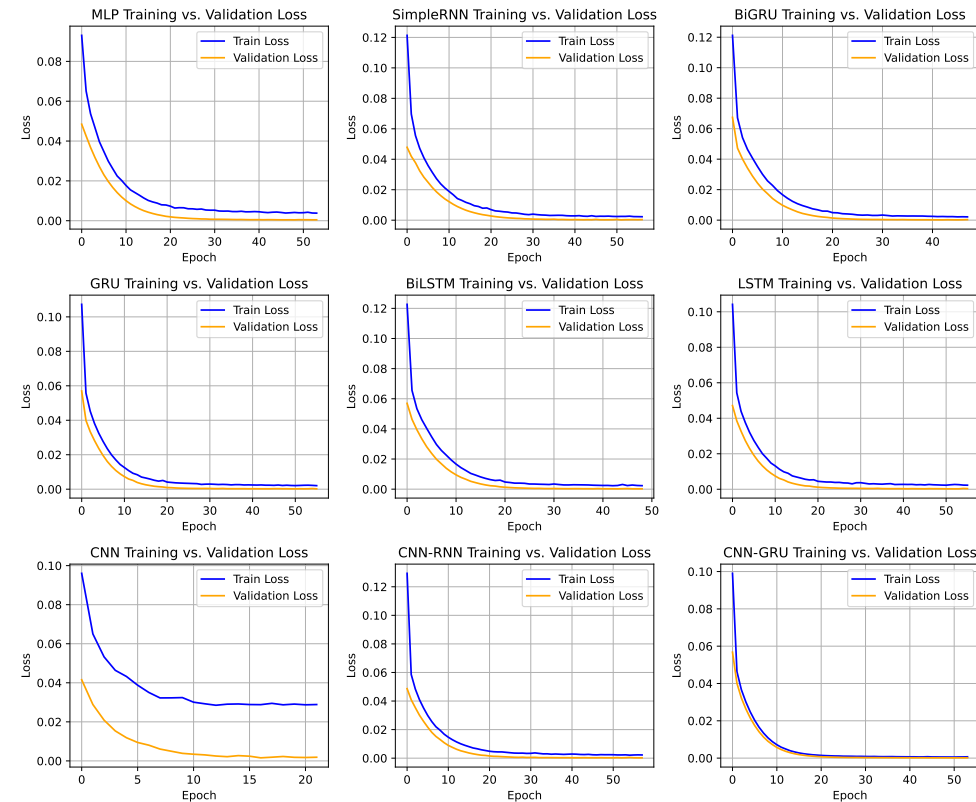 MLP Training vs. Validation Loss
Train Loss
Validation Loss
Loss
0.08
0.06
0.04
0.02
0.00
0 10 20 30 40 50
Epoch
SimpleRNN Training vs. Validation Loss
Train Loss
Validation Loss
Loss
0.12
0.10
0.08
0.06
0.04
0.02
0.00
0 10 20 30 40 50
Epoch
BiGRU Training vs. Validation Loss
Train Loss
Validation Loss
Loss
0.12
0.10
0.08
0.06
0.04
0.02
0.00
0 10 20 30 40
Epoch
GRU Training vs. Validation Loss
Train Loss
Validation Loss
Loss
0.10
0.08
0.06
0.04
0.02
0.00
0 10 20 30 40 50
Epoch
BiLSTM Training vs. Validation Loss
Train Loss
Validation Loss
Loss
0.12
0.10
0.08
0.06
0.04
0.02
0.00
0 10 20 30 40 50
Epoch
LSTM Training vs. Validation Loss
Train Loss
Validation Loss
Loss
0.10
0.08
0.06
0.04
0.02
0.00
0 10 20 30 40 50
Epoch
CNN Training vs. Validation Loss
Train Loss
Validation Loss
Loss
0.10
0.08
0.06
0.04
0.02
0.00
0 5 10 15 20
Epoch
CNN-RNN Training vs. Validation Loss
Train Loss
Validation Loss
Loss
0.12
0.10
0.08
0.06
0.04
0.02
0.00
0 10 20 30 40 50
Epoch
CNN-GRU Training vs. Validation Loss
Train Loss
Validation Loss
Loss
0.10
0.08
0.06
0.04
0.02
0.00
0 10 20 30 40 50
Epoch